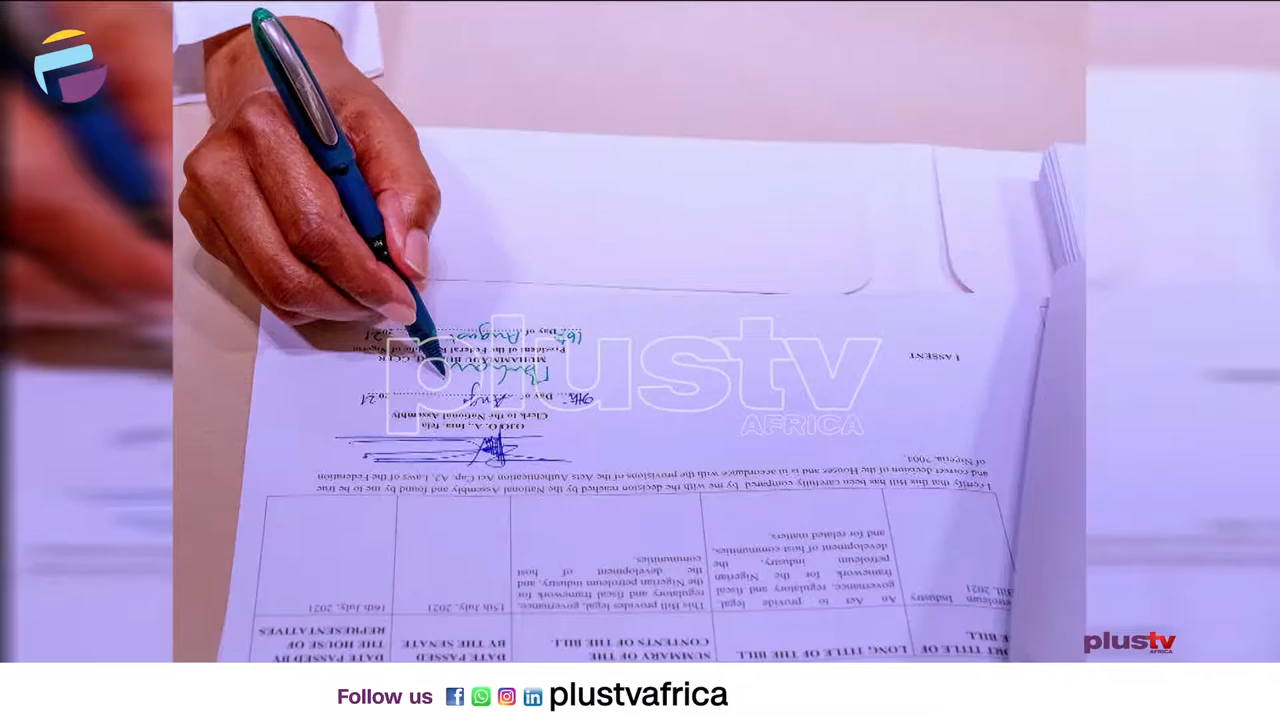 plustv
AFRICA
RT TITLE OF
E BILL
LONG TITLE OF THE BILL
SUMMARY OF THE
CONTENTS OF THE BILL
DATE PASSED
BY THE SENATE
DATE PASSED BY
THE HOUSE OF
REPRESENTATIVES
etroleum Industry
Bill, 2021
An Act to provide legal,
governance, regulatory and fiscal
framework for the Nigerian
petroleum industry, the
development of host communities,
and for related matters.
This Bill provides legal, governance,
regulatory and fiscal framework for
the Nigerian petroleum industry, and
the development of host
communities.
15th July, 2021
16th July, 2021
I certify that this Bill has been carefully compared by me with the decision reached by the National Assembly and found by me to be true
and correct decision of the Houses and is in accordance with the provisions of the Acts Authentication Act Cap. A2, Laws of the Federation
of Nigeria, 2004.
OJO O. A., fnia, fcia
Clerk to the National Assembly
9th Day of Aug. 2021
I ASSENT
Buhari
MUHAMMADU BU GCFR
President of the Federal Re of Nigeria
16th Day of August 2021
plustv
AFRICA
Follow us plustvafrica